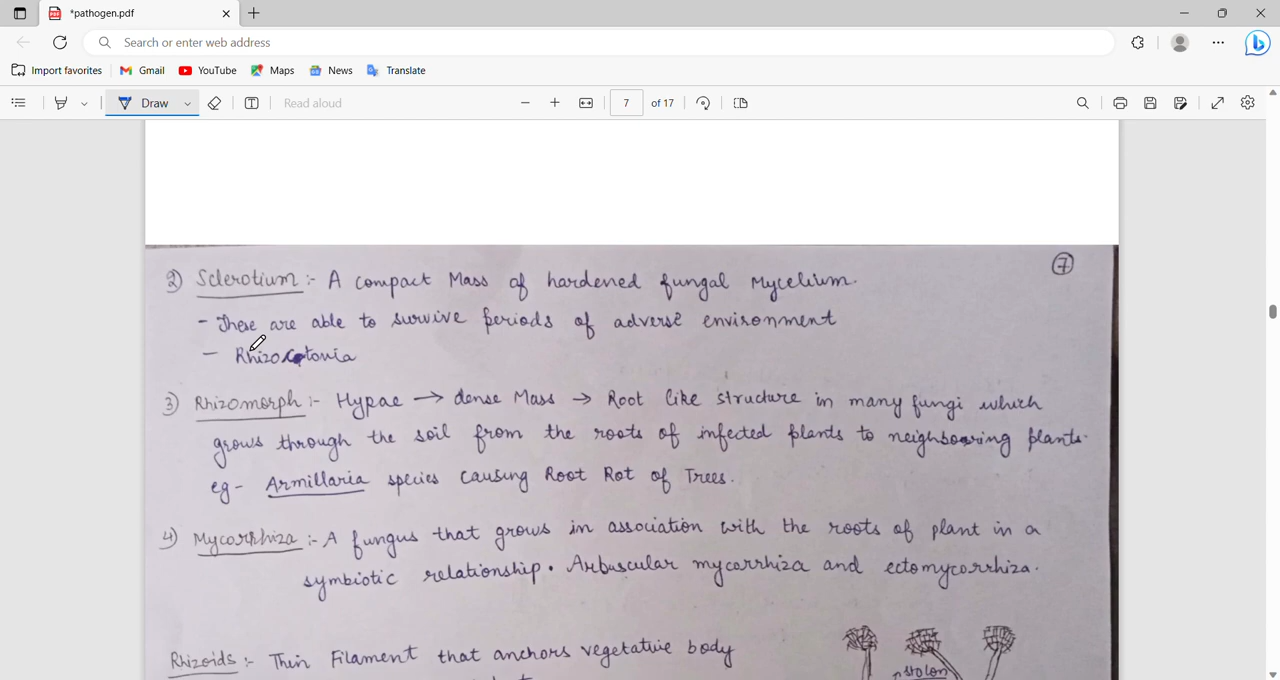 *pathogen.pdf
Search or enter web address
Import favorites Gmail YouTube Maps News Translate
Draw Read aloud 7 of 17
7
2) Sclerotium :- A compact Mass of hardened fungal Mycelium.
- These are able to survive periods of adverse environment
- Rhizoctonia
3) Rhizomorph :- Hypae → dense Mass → Root like structure in many fungi which
grows through the soil from the roots of infected plants to neighbouring plants.
eg- Armillaria species causing Root Rot of Trees.
4) Mycorrhiza :- A fungus that grows in association with the roots of plant in a
symbiotic relationship. Arbuscular mycorrhiza and ectomycorrhiza.
Rhizoids :- Thin Filament that anchors vegetative body
stolon